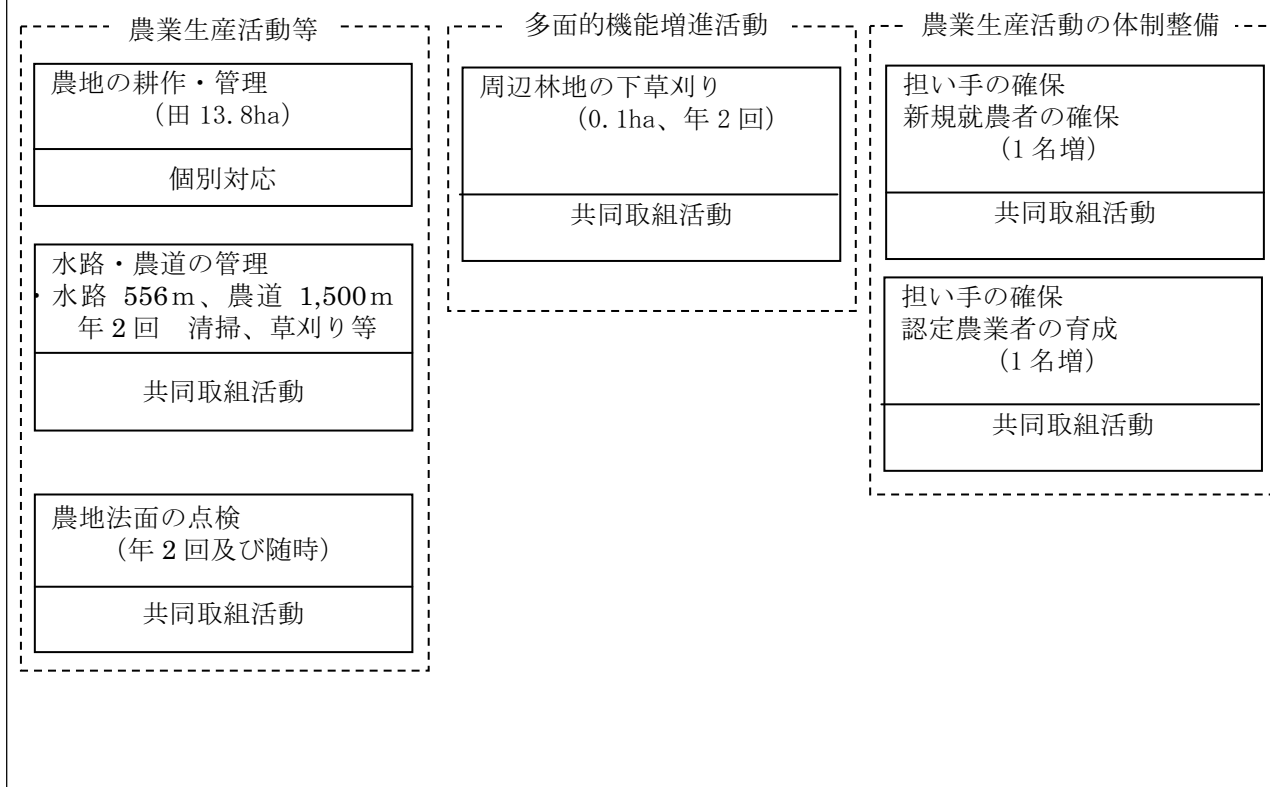 農業生産活動等
農地の耕作・管理
（田 13.8ha）
個別対応
水路・農道の管理
・水路 556ｍ、農道 1,500ｍ
年 2 回　清掃、草刈り等
共同取組活動
農地法面の点検
（年 2 回及び随時）
共同取組活動
多面的機能増進活動
周辺林地の下草刈り
（0.1ha、年 2 回）
共同取組活動
農業生産活動の体制整備
担い手の確保
新規就農者の確保
（1 名増）
共同取組活動
担い手の確保
認定農業者の育成
（1 名増）
共同取組活動